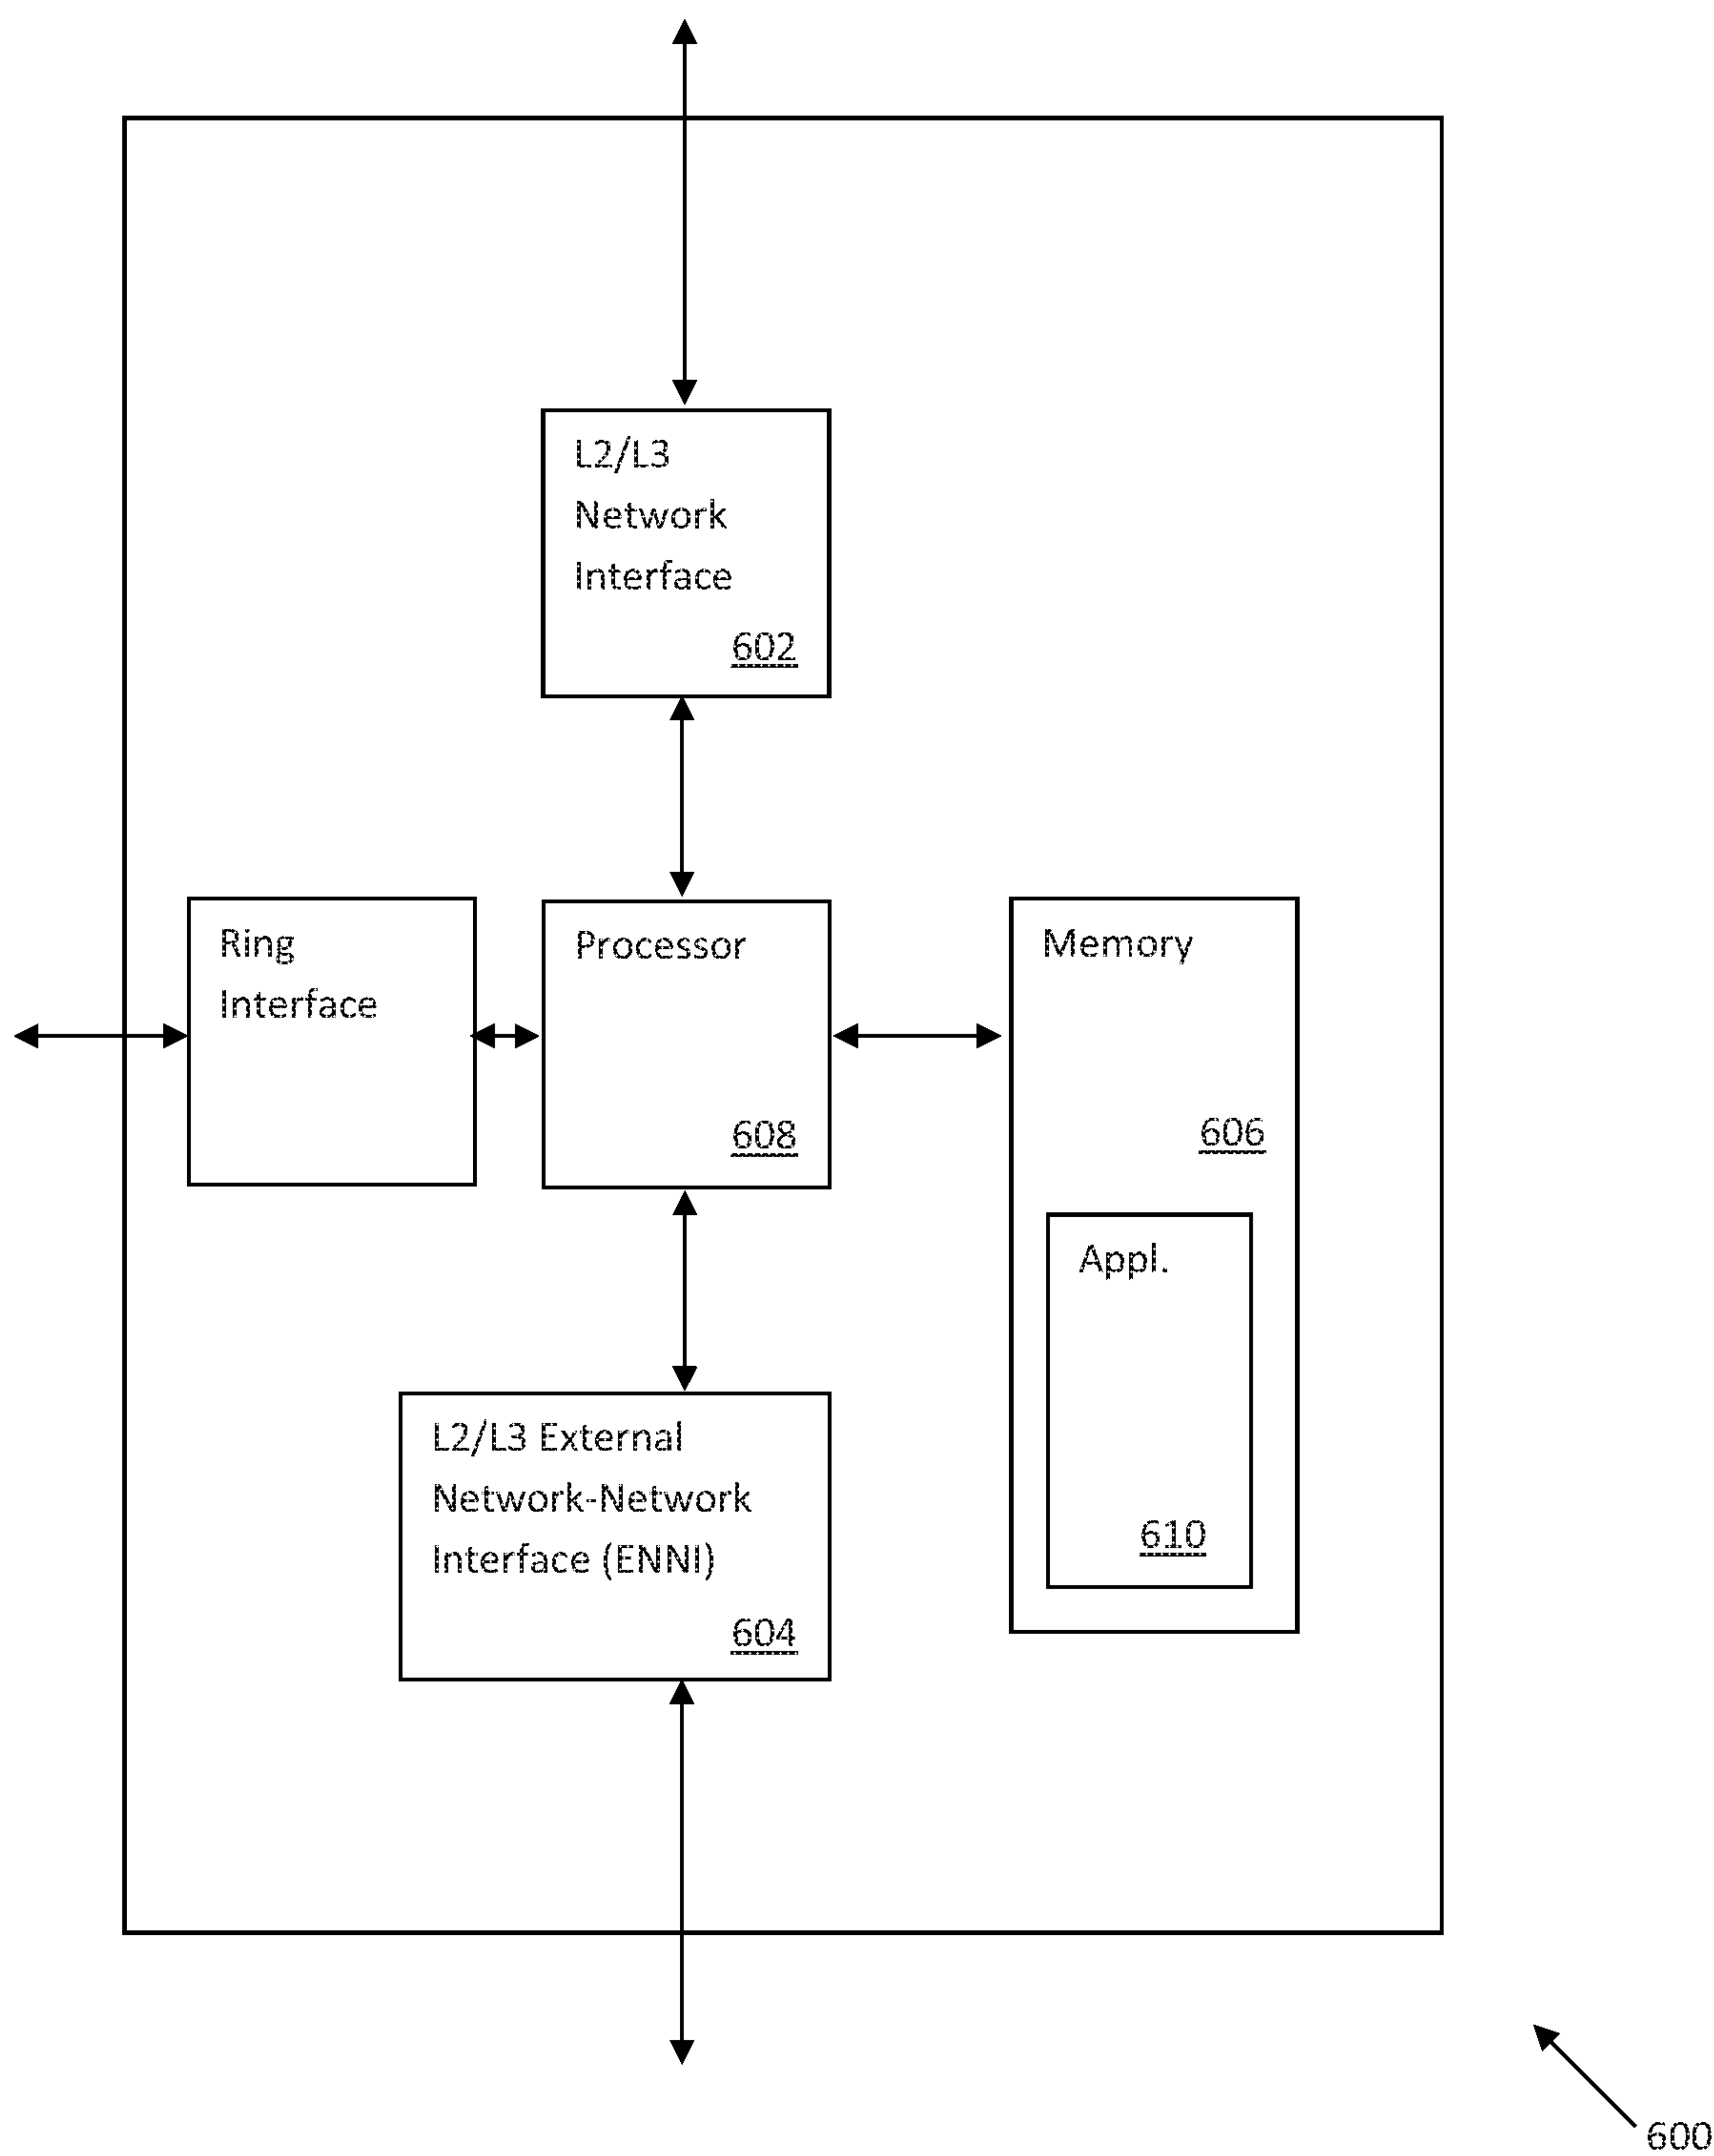 L2/L3
Network
Interface
602
Ring
Interface
Processor
608
Memory
606
Appl.
610
L2/L3 External
Network-Network
Interface (ENNI)
604
600